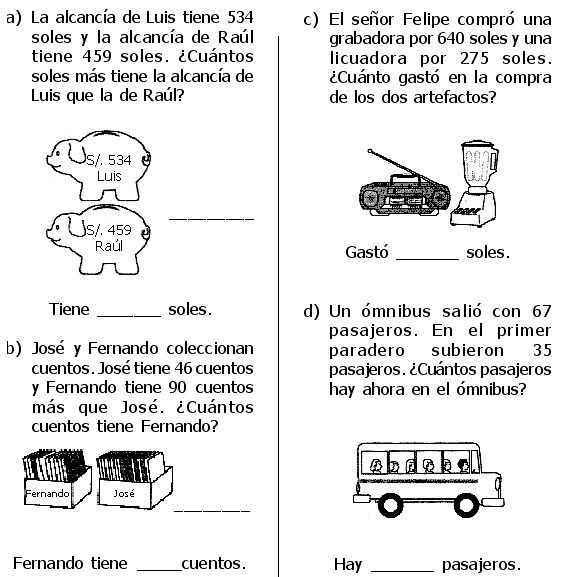 a) La alcancía de Luis tiene 534
soles y la alcancía de Raúl
tiene 459 soles. ¿Cuántos
soles más tiene la alcancía de
Luis que la de Raúl?
S/. 534
Luis
S/. 459
Raúl
_________
Tiene _______ soles.
b) José y Fernando coleccionan
cuentos. José tiene 46 cuentos
y Fernando tiene 90 cuentos
más que José. ¿Cuántos
cuentos tiene Fernando?
Fernando
José
________
Fernando tiene _____cuentos.
c) El señor Felipe compró una
grabadora por 640 soles y una
licuadora por 275 soles.
¿Cuánto gastó en la compra
de los dos artefactos?
Gastó _______ soles.
d) Un ómnibus salió con 67
pasajeros. En el primer
paradero subieron 35
pasajeros. ¿Cuántos pasajeros
hay ahora en el ómnibus?
Hay _______ pasajeros.